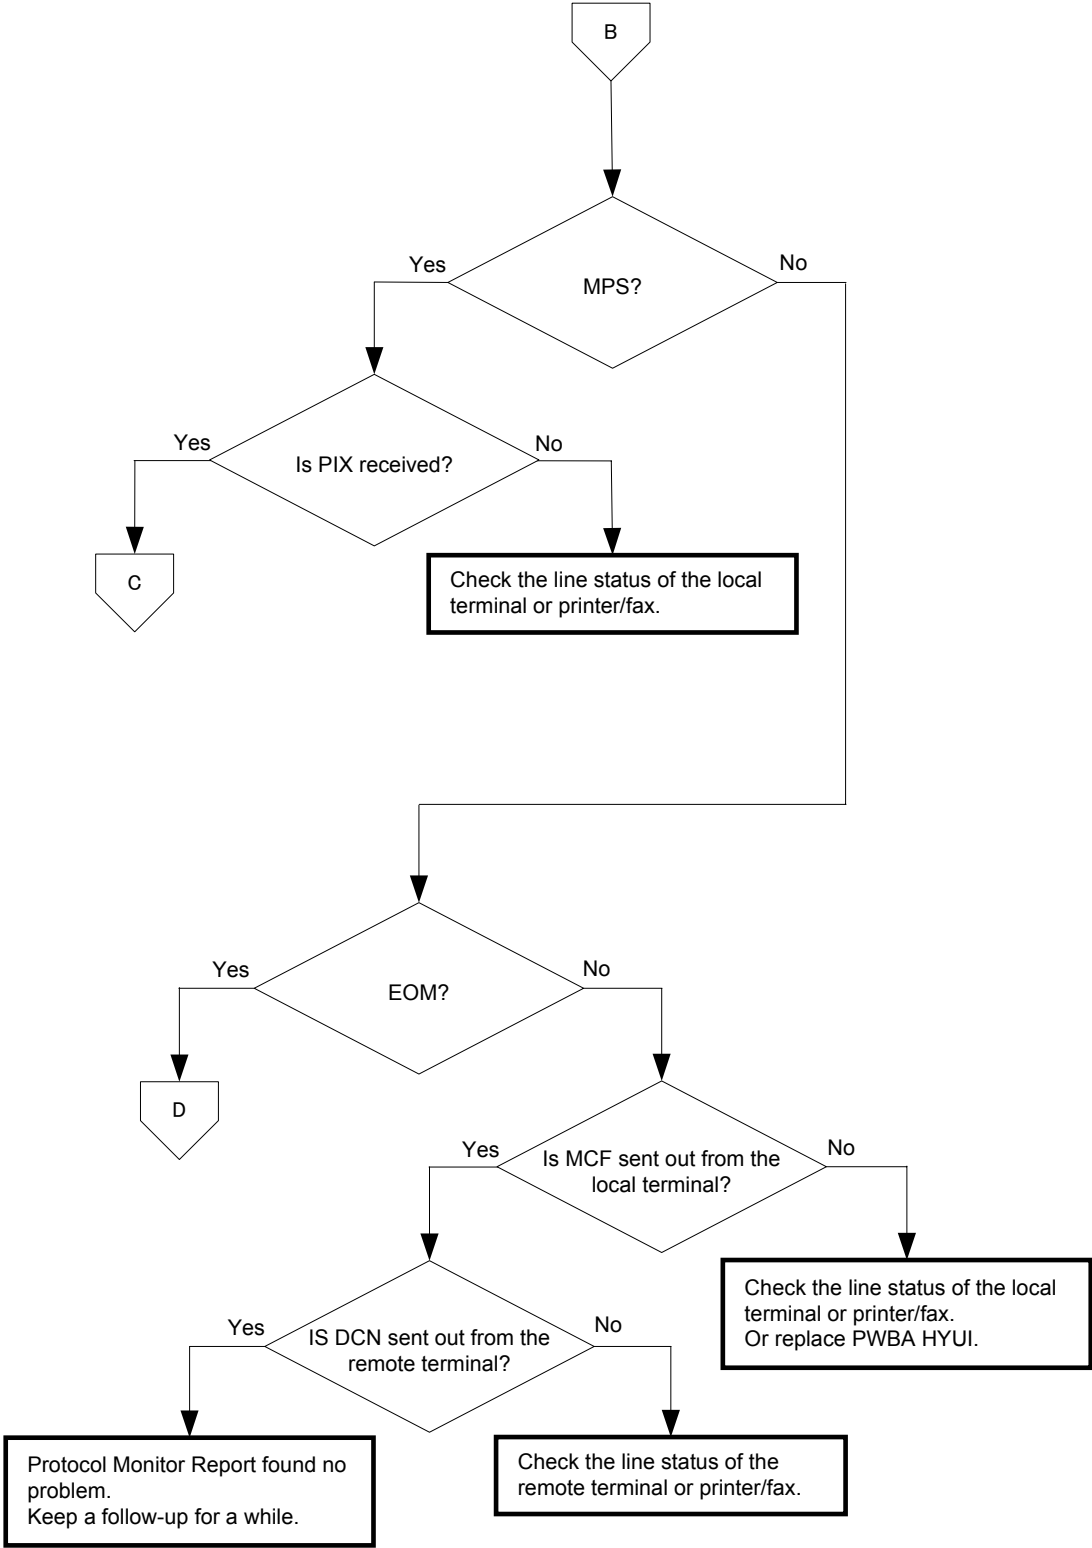 B
Yes
No
MPS?
Yes
No
Is PIX received?
C
Check the line status of the local
terminal or printer/fax.
Yes
No
EOM?
D
Yes
No
Is MCF sent out from the
local terminal?
Check the line status of the local
terminal or printer/fax.
Or replace PWBA HYUI.
Yes
No
IS DCN sent out from the
remote terminal?
Protocol Monitor Report found no
problem.
Keep a follow-up for a while.
Check the line status of the
remote terminal or printer/fax.